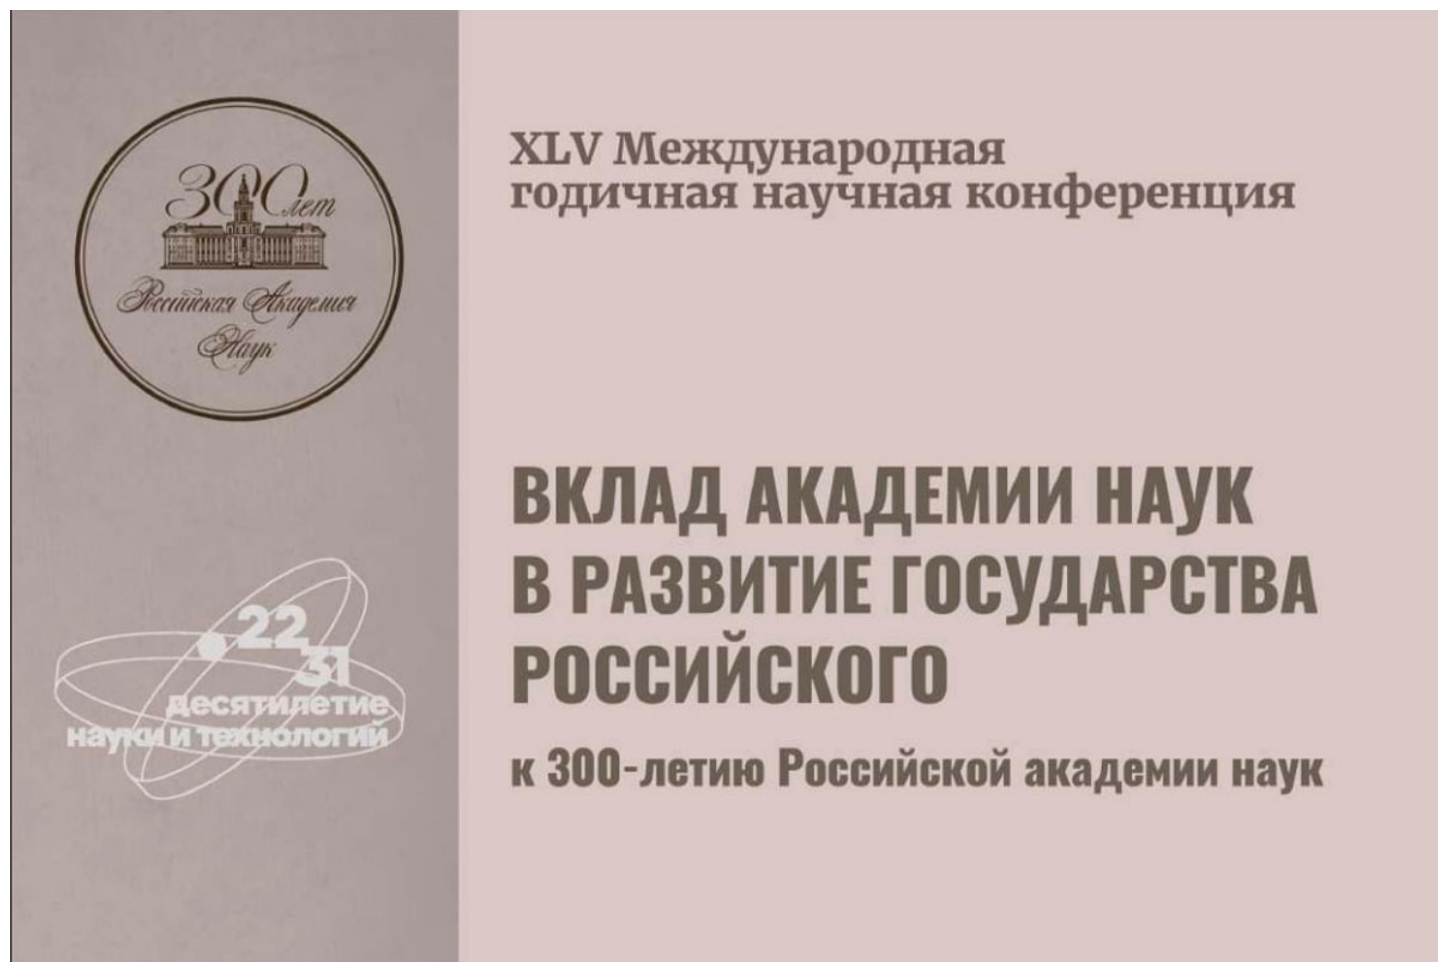 300 лет
Российская Академия
Наук
.22
31
десятилетие
науки и технологий
XLV Международная
годичная научная конференция
ВКЛАД АКАДЕМИИ НАУК
В РАЗВИТИЕ ГОСУДАРСТВА
РОССИЙСКОГО
к 300-летию Российской академии наук